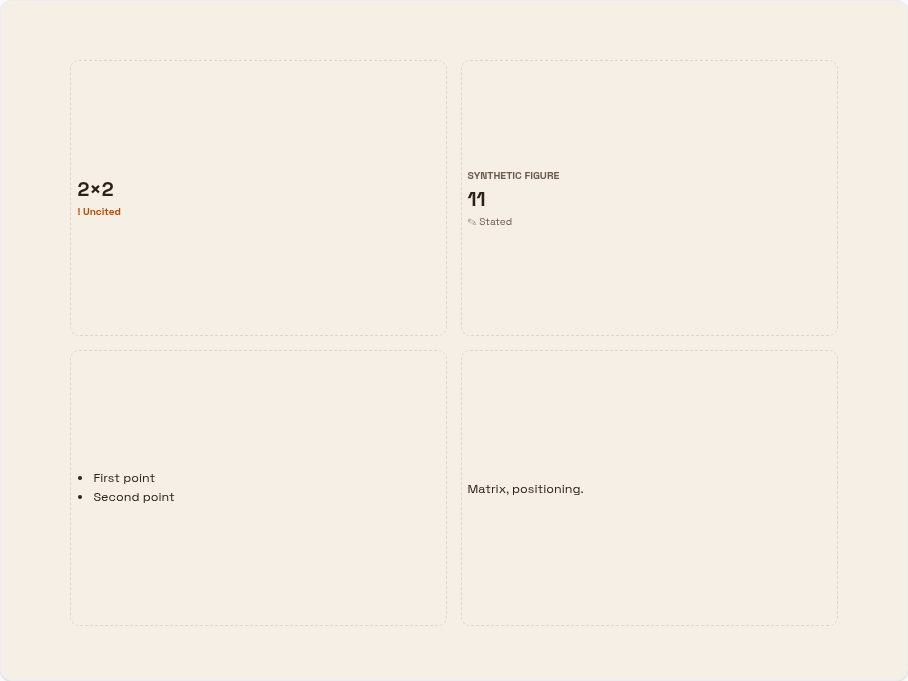 2×2
! Uncited
SYNTHETIC FIGURE
11
✎ Stated
• First point
• Second point
Matrix, positioning.